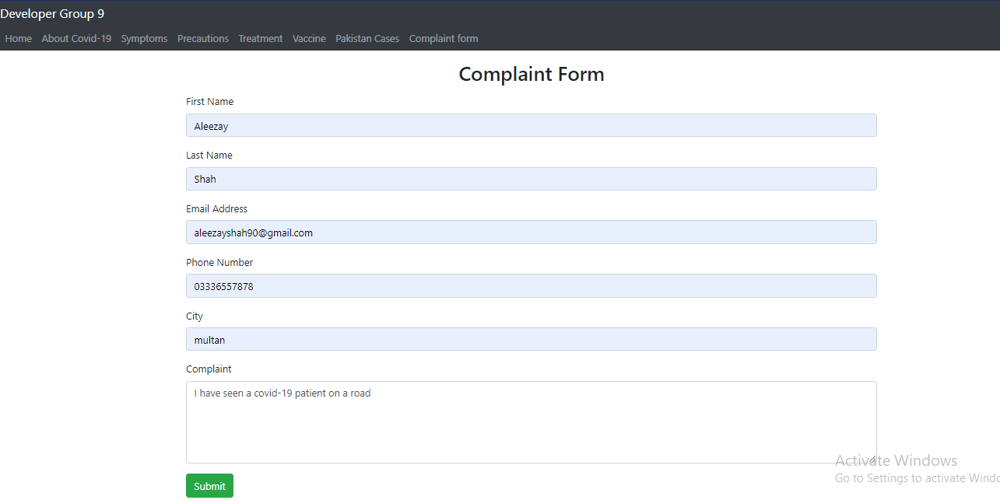 Developer Group 9
Home About Covid-19 Symptoms Precautions Treatment Vaccine Pakistan Cases Complaint form
Complaint Form
First Name
Aleezay
Last Name
Shah
Email Address
aleezayshah90@gmail.com
Phone Number
03336557878
City
multan
Complaint
I have seen a covid-19 patient on a road
Submit
Activate Windows
Go to Settings to activate Windo